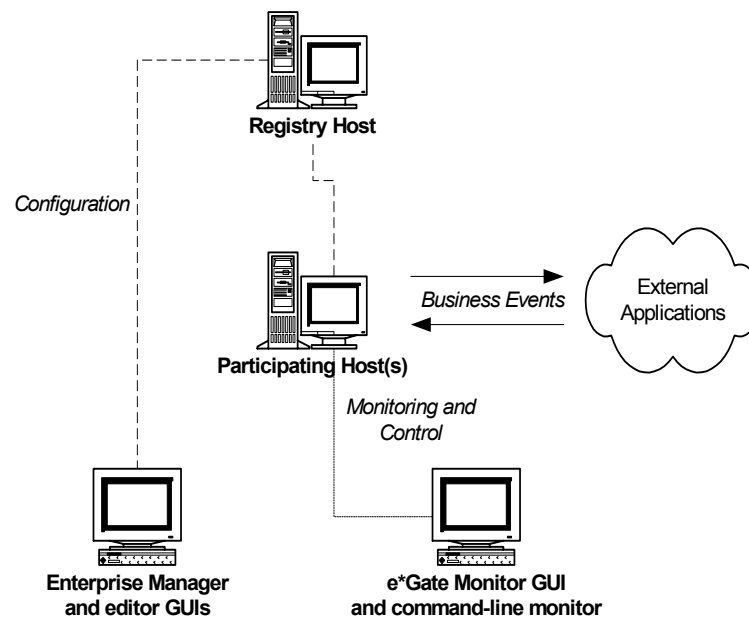 Registry Host
Configuration
Business Events
External
Applications
Participating Host(s)
Monitoring and
Control
Enterprise Manager
and editor GUIs
e*Gate Monitor GUI
and command-line monitor